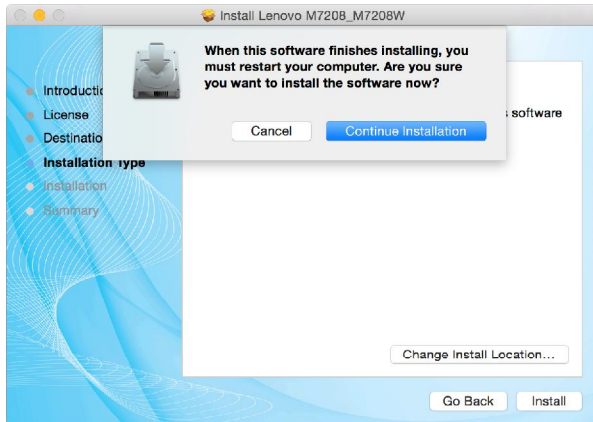 Install Lenovo M7208_M7208W
When this software finishes installing, you
must restart your computer. Are you sure
you want to install the software now?
Cancel
Continue Installation
License
software
Installation Type
Installation
Summary
Change Install Location...
Go Back
Install